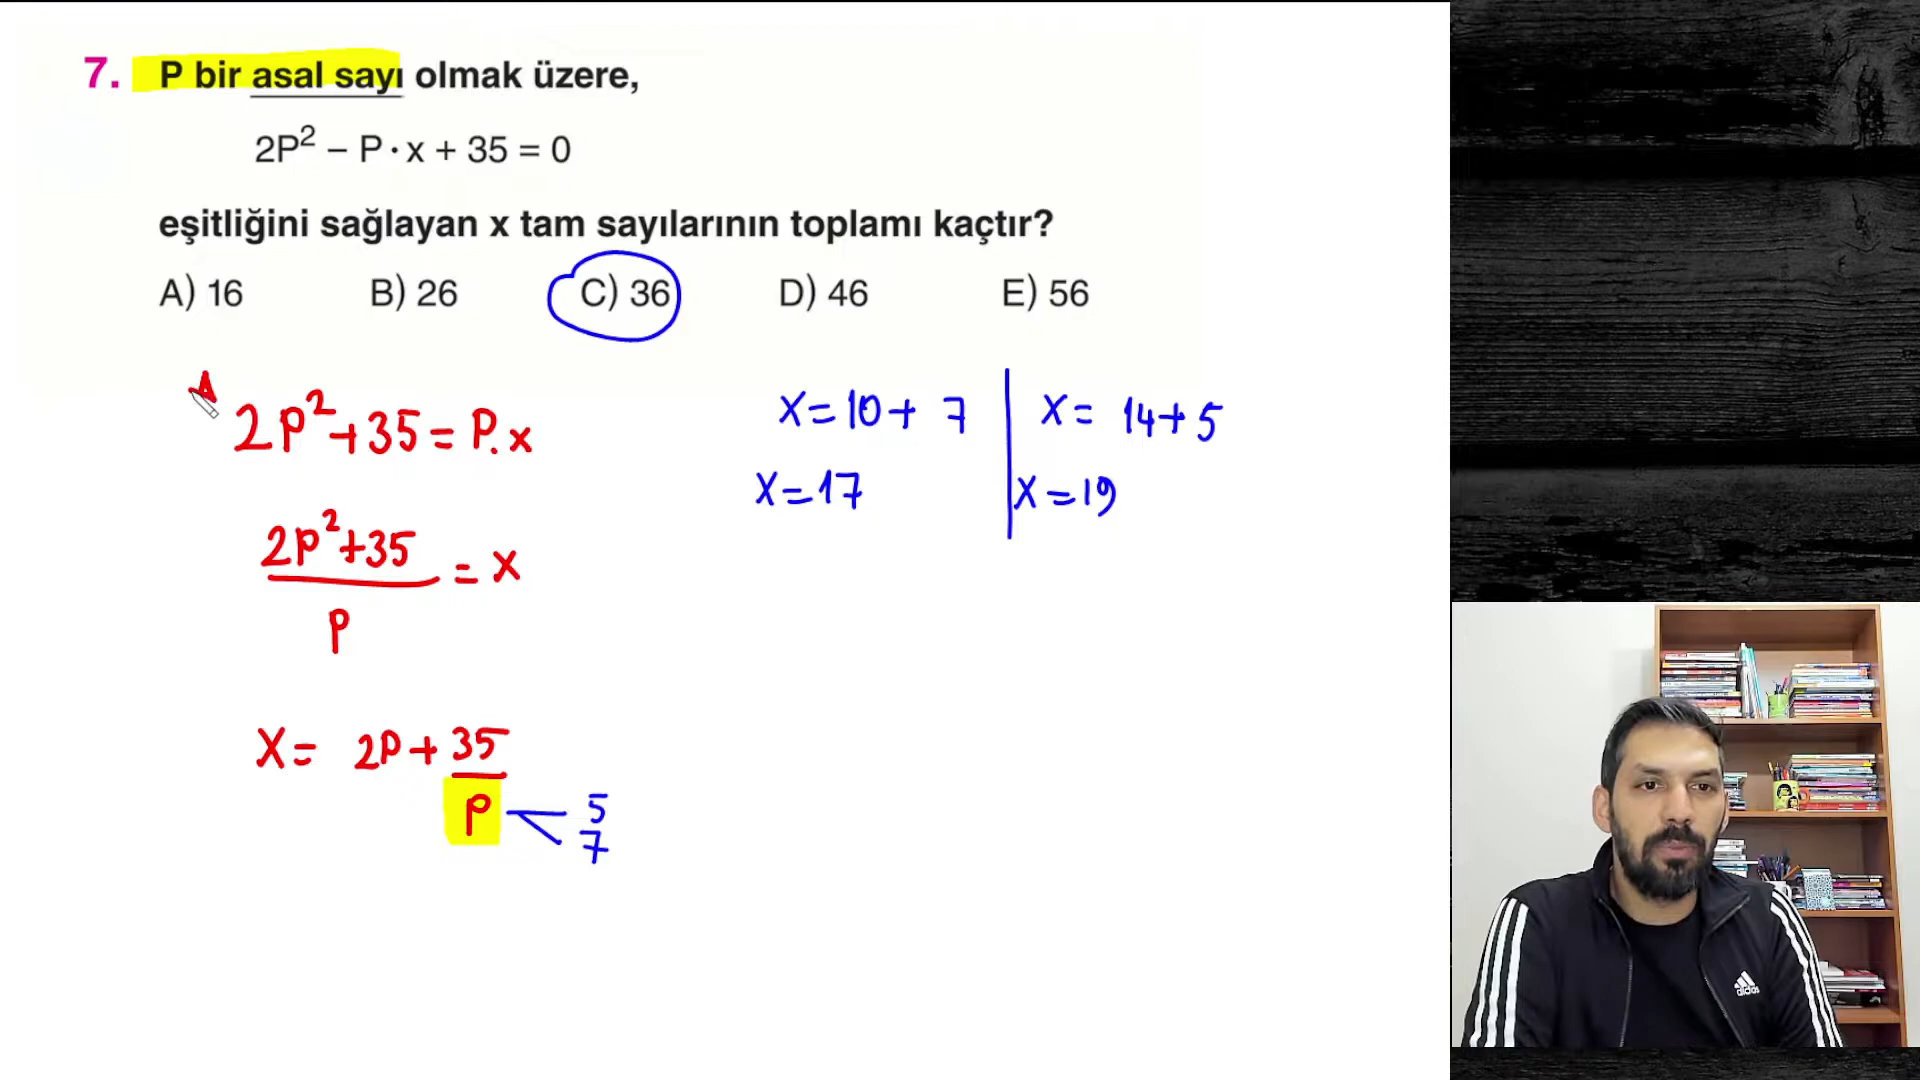 7. P bir asal sayı olmak üzere,
2P² – P · x + 35 = 0
eşitliğini sağlayan x tam sayılarının toplamı kaçtır?
A) 16 B) 26 C) 36 D) 46 E) 56
2P²+35 = P.x
x = 10 + 7
x = 14+5
x = 17
x = 19
2P²+35 / P = x
x = 2P + 35 / P
5
7
adidas